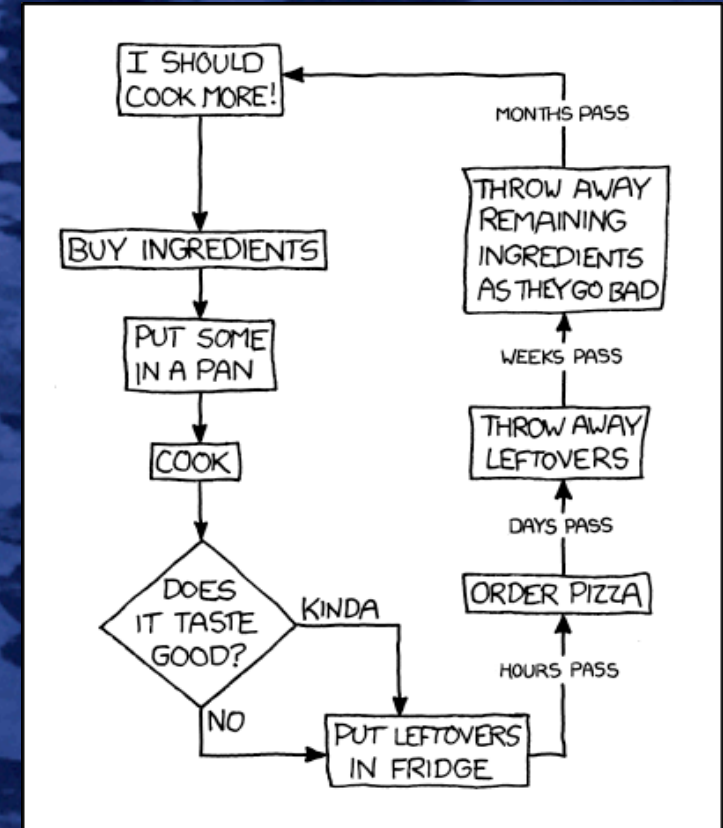 I SHOULD
COOK MORE!
BUY INGREDIENTS
PUT SOME
IN A PAN
COOK
DOES
IT TASTE
GOOD?
KINDA
NO
PUT LEFTOVERS
IN FRIDGE
HOURS PASS
ORDER PIZZA
DAYS PASS
THROW AWAY
LEFTOVERS
WEEKS PASS
THROW AWAY
REMAINING
INGREDIENTS
AS THEY GO BAD
MONTHS PASS